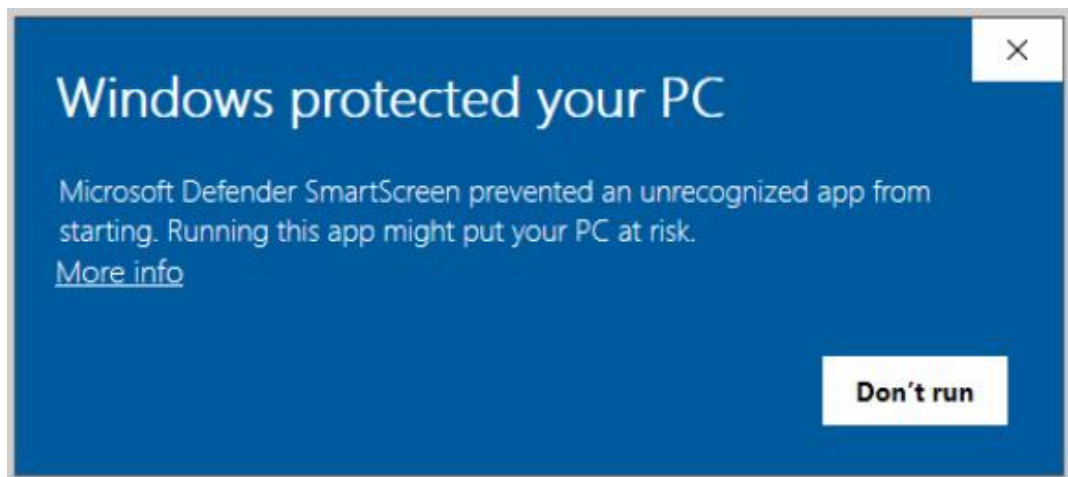 Windows protected your PC
Microsoft Defender SmartScreen prevented an unrecognized app from
starting. Running this app might put your PC at risk.
More info
Don't run